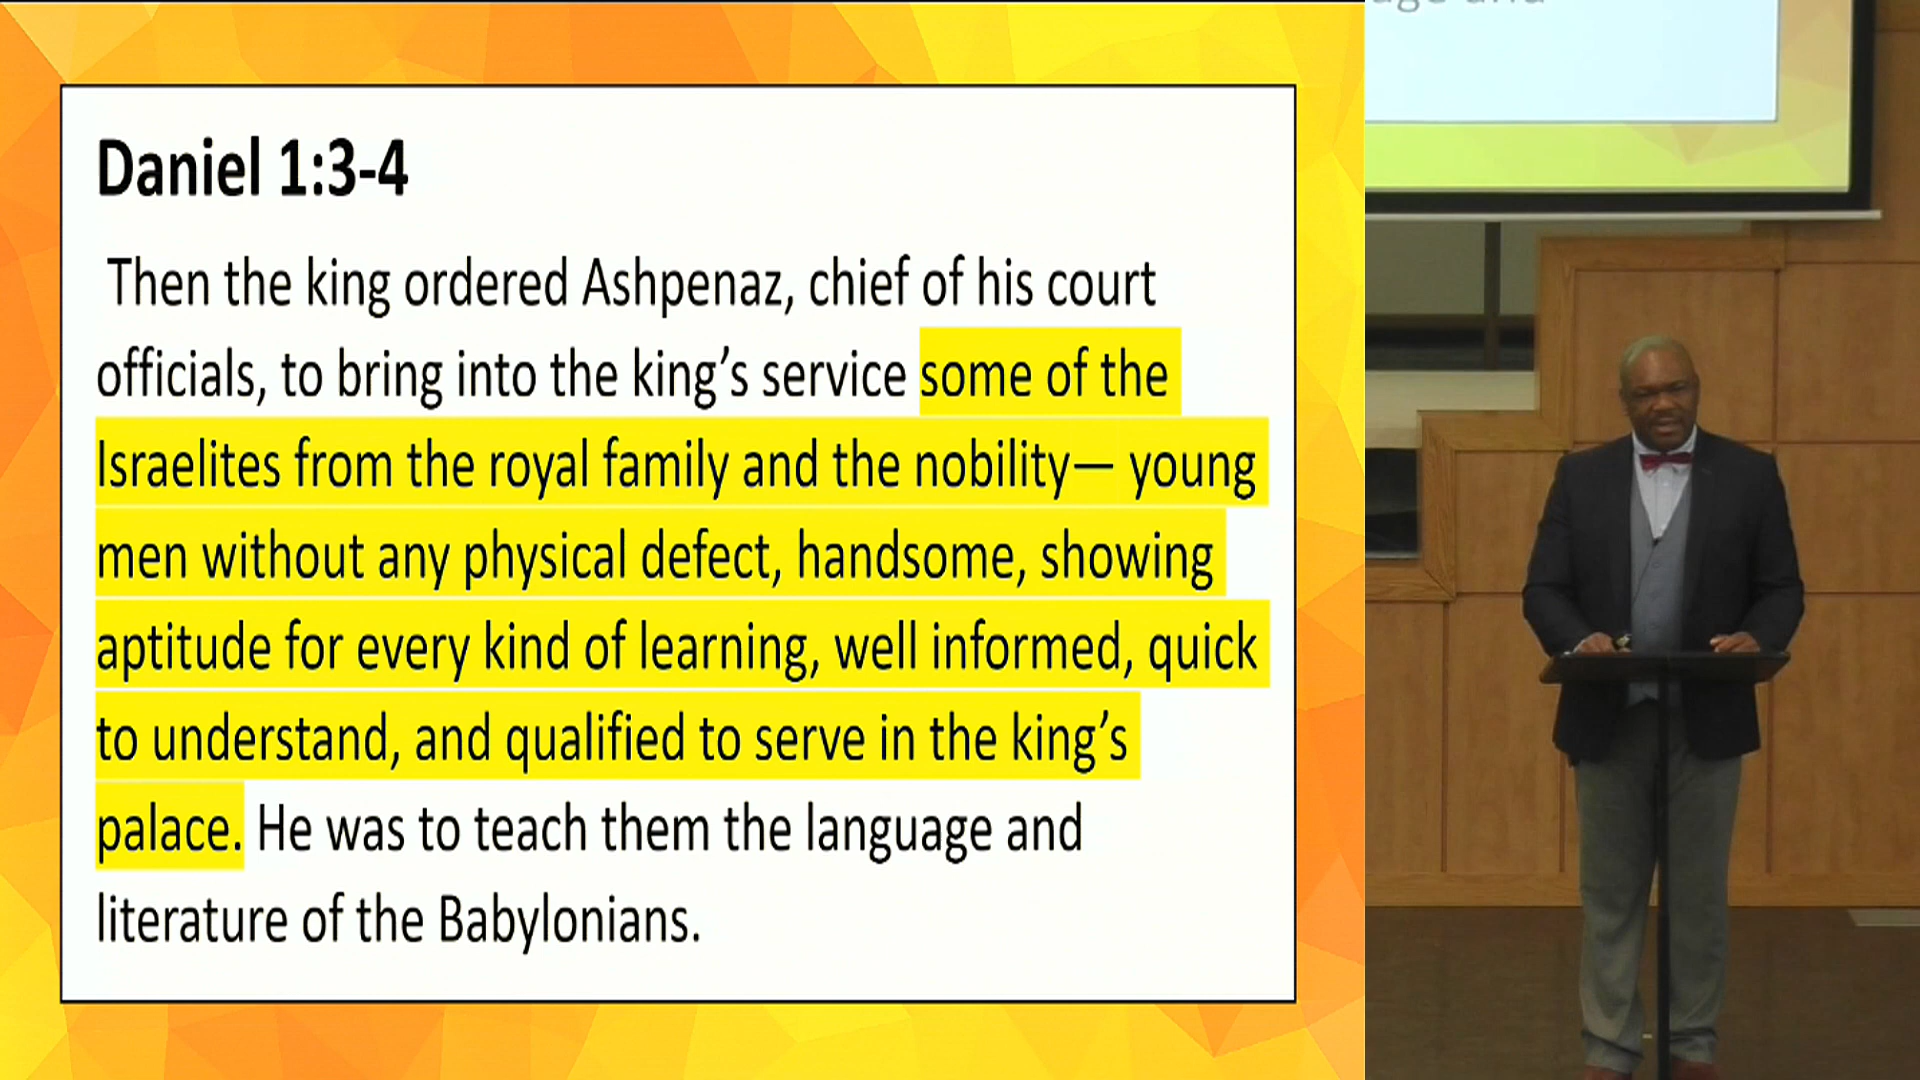 Daniel 1:3-4
Then the king ordered Ashpenaz, chief of his court
officials, to bring into the king’s service some of the
Israelites from the royal family and the nobility— young
men without any physical defect, handsome, showing
aptitude for every kind of learning, well informed, quick
to understand, and qualified to serve in the king’s
palace. He was to teach them the language and
literature of the Babylonians.